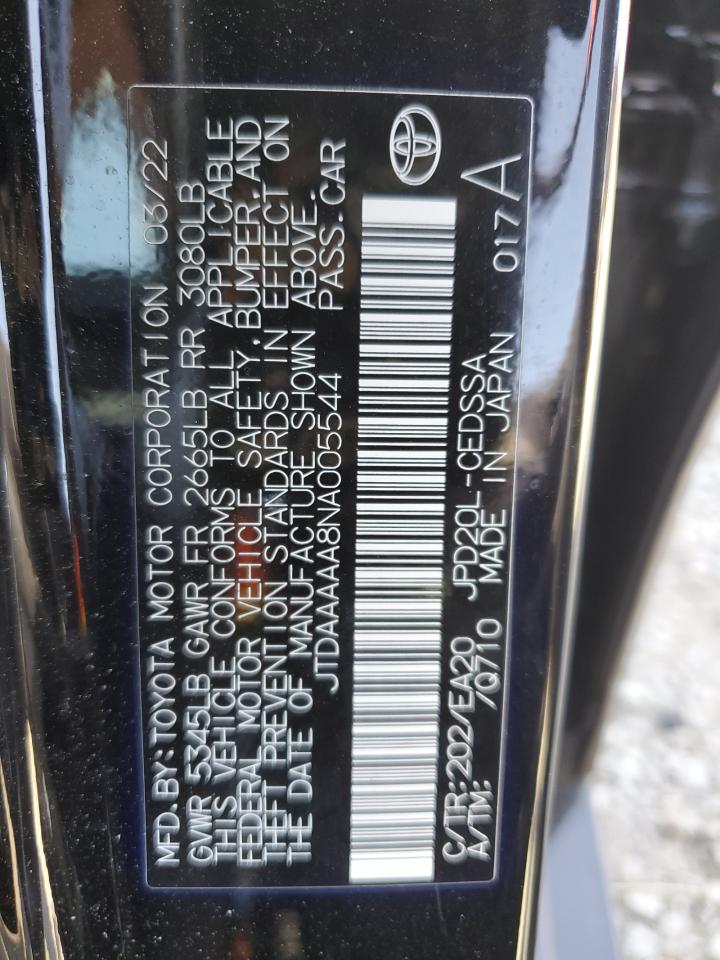 MFD. BY: TOYOTA MOTOR CORPORATION 03/22
GVWR 5345LB GAWR FR 2665LB RR 3080LB
THIS VEHICLE CONFORMS TO ALL APPLICABLE
FEDERAL MOTOR VEHICLE SAFETY, BUMPER, AND
THEFT PREVENTION STANDARDS IN EFFECT ON
THE DATE OF MANUFACTURE SHOWN ABOVE.
JTDAAAAA8NA005544 PASS. CAR
C/TR: 202/EA20 JPD20L-CEDSSA
A/TM: /Q710 MADE IN JAPAN 017 A